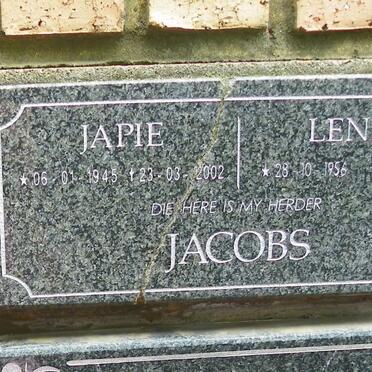 JAPIE LEN
★ 06 - 01 - 1945 † 23 - 03 - 2002 ★ 28 - 10 - 1956
DIE HERE IS MY HERDER
JACOBS